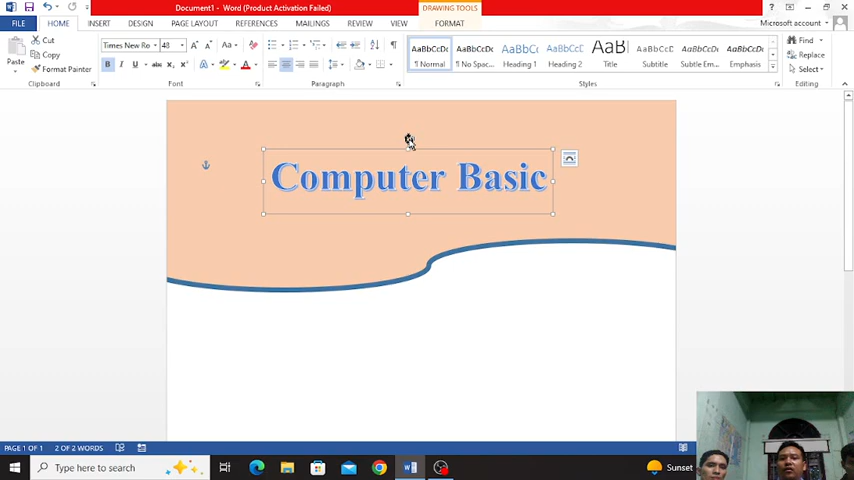 Document1 - Word (Product Activation Failed)
DRAWING TOOLS
FILE HOME INSERT DESIGN PAGE LAYOUT REFERENCES MAILINGS REVIEW VIEW FORMAT
Microsoft account
Paste
Cut
Copy
Format Painter
Clipboard
Times New Ro 48
Font
Paragraph
AaBbCcDc AaBbCcDc AaBbCc AaBbCcD AaBb AaBbCcC AaBbCcDc AaBbCcDc
¶ Normal ¶ No Spac... Heading 1 Heading 2 Title Subtitle Subtle Em... Emphasis
Styles
Find
Replace
Select
Editing
Computer Basic
PAGE 1 OF 1 2 OF 2 WORDS
Type here to search
Sunset